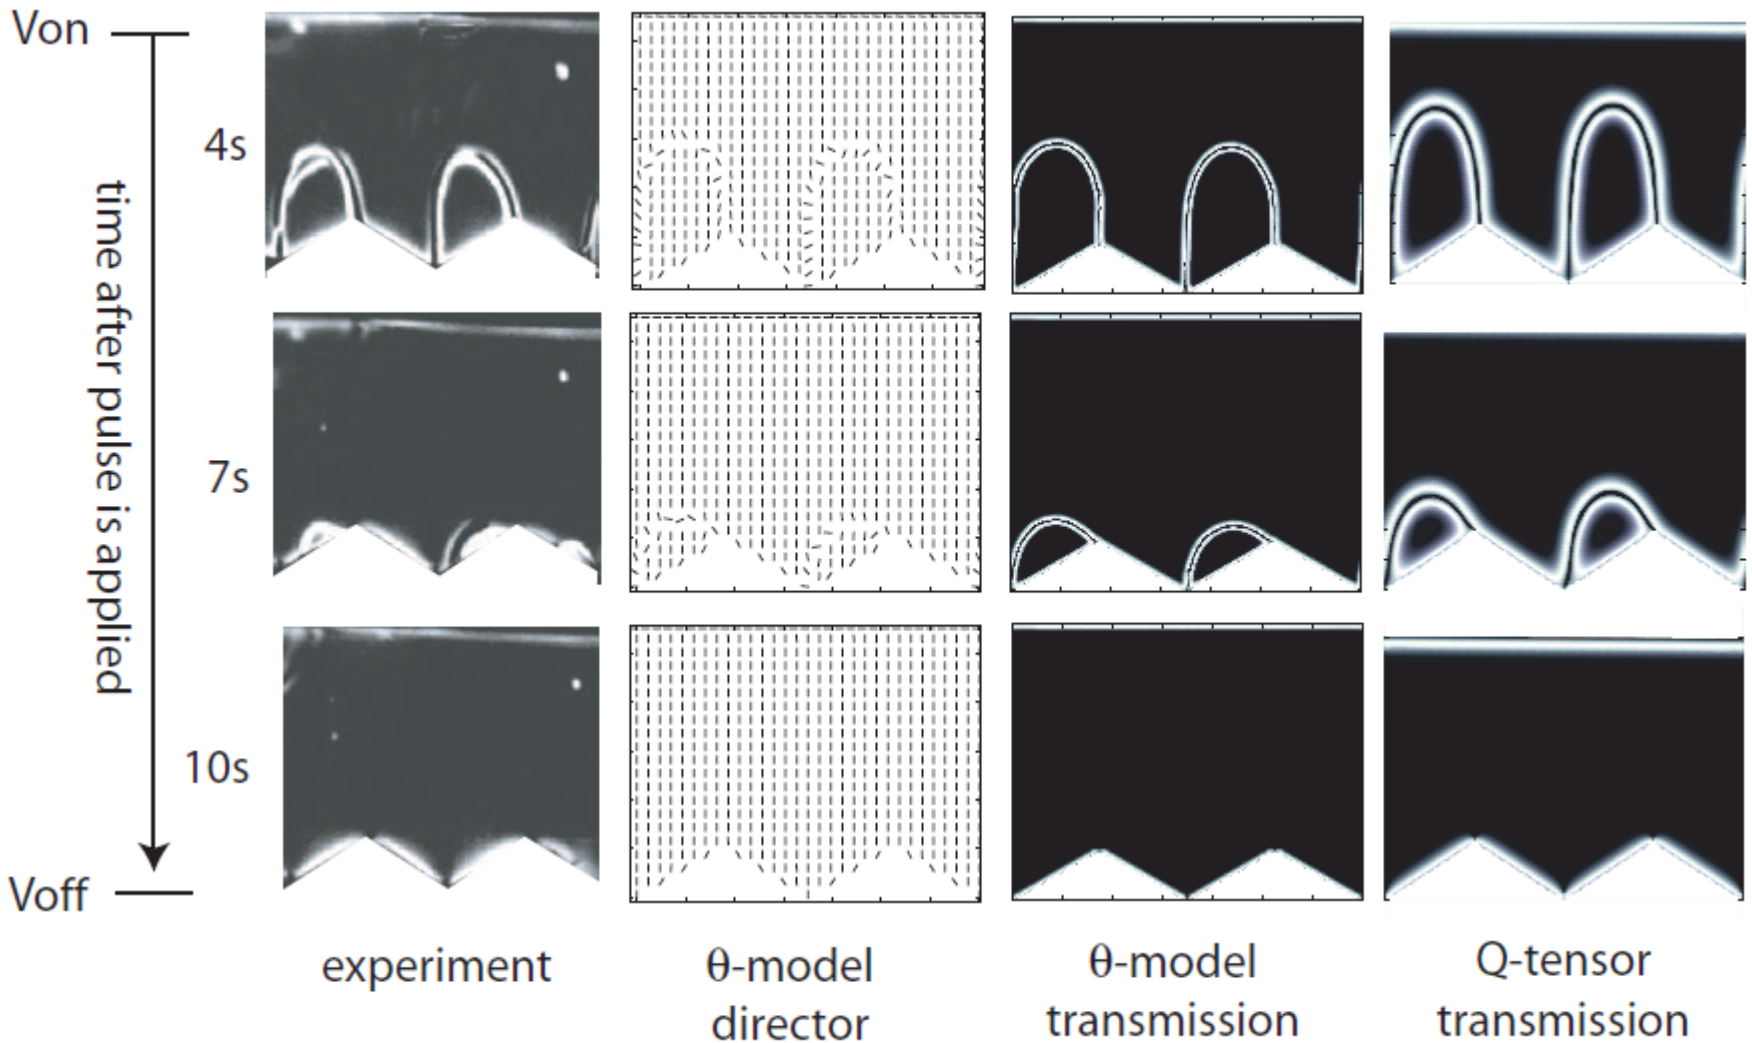 Von
4s
time after pulse is applied
7s
10s
Voff
experiment
θ-model
director
θ-model
transmission
Q-tensor
transmission